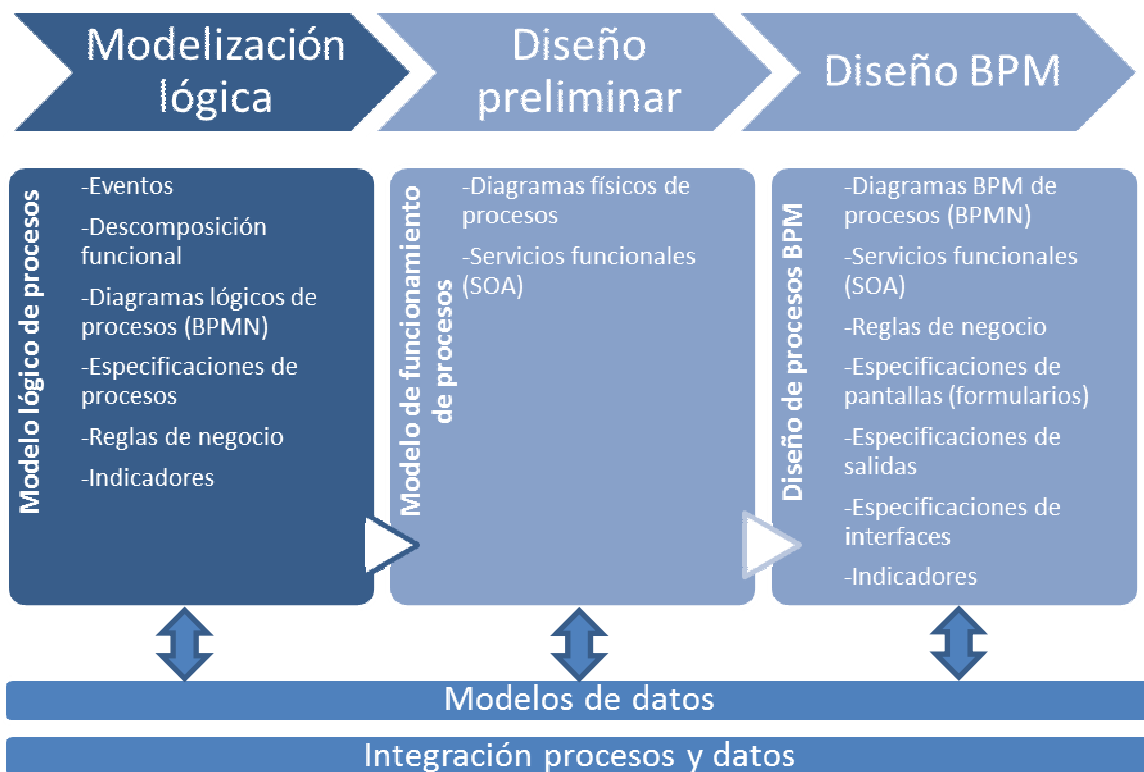 Modelización
lógica
Diseño
preliminar
Diseño BPM
Modelo lógico de procesos
-Eventos
-Descomposición
funcional
-Diagramas lógicos de
procesos (BPMN)
-Especificaciones de
procesos
-Reglas de negocio
-Indicadores
Modelo de funcionamiento
de procesos
-Diagramas físicos de
procesos
-Servicios funcionales
(SOA)
Diseño de procesos BPM
-Diagramas BPM de
procesos (BPMN)
-Servicios funcionales
(SOA)
-Reglas de negocio
-Especificaciones de
pantallas (formularios)
-Especificaciones de
salidas
-Especificaciones de
interfaces
-Indicadores
Modelos de datos
Integración procesos y datos